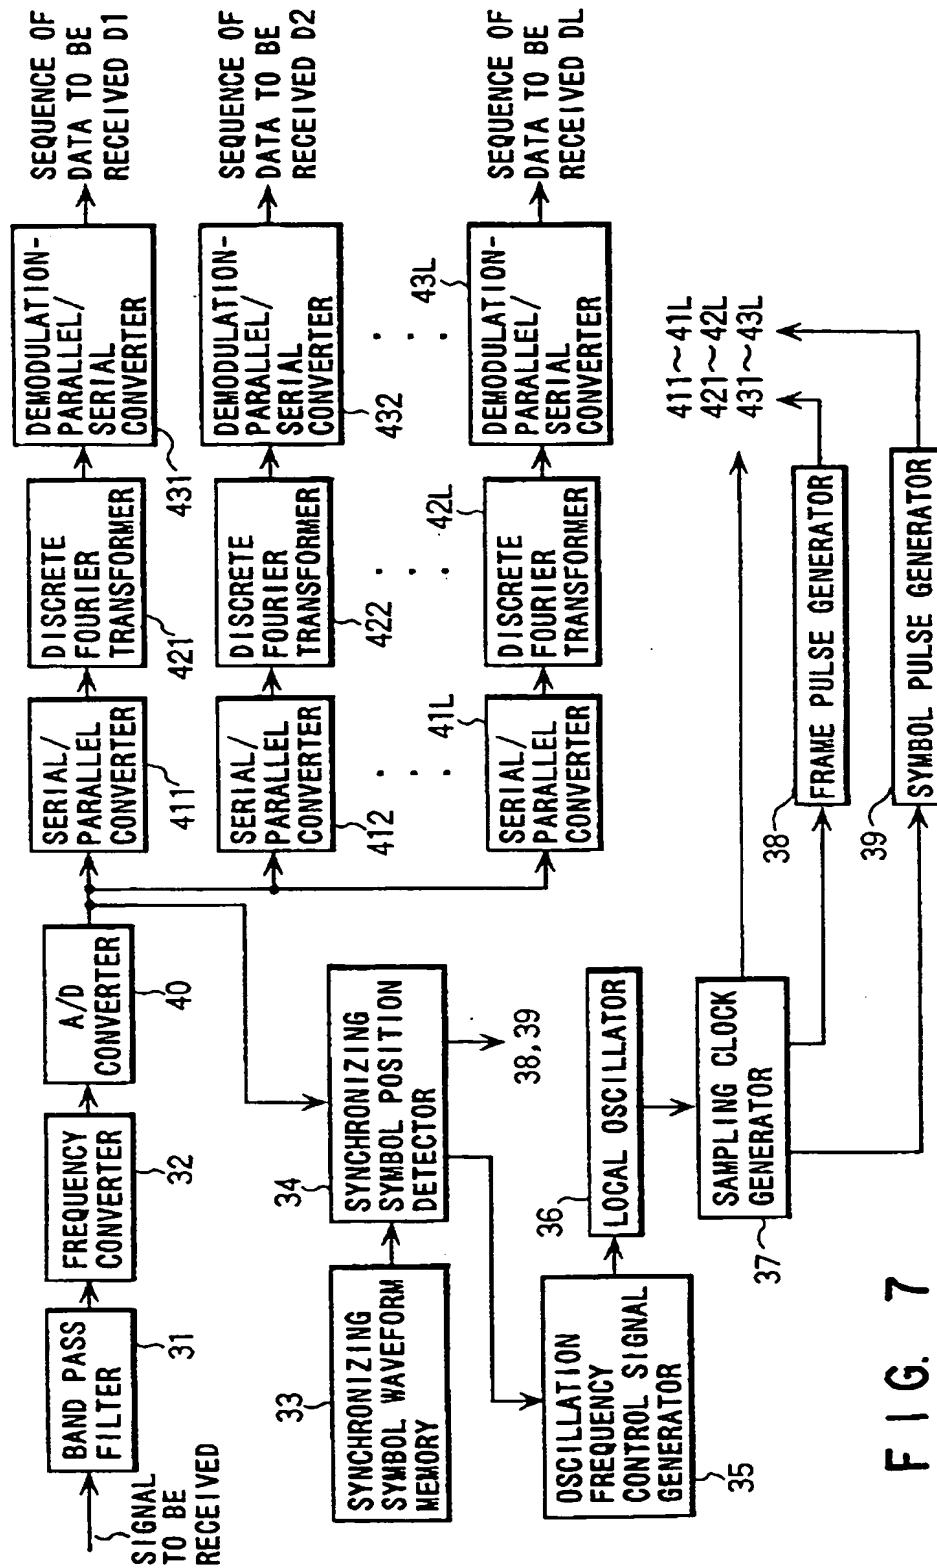 SIGNAL
TO BE
RECEIVED
BAND PASS
FILTER
31
FREQUENCY
CONVERTER
32
A/D
CONVERTER
40
SERIAL/
PARALLEL
CONVERTER
411
DISCRETE
FOURIER
TRANSFORMER
421
DEMODULATION-
PARALLEL/
SERIAL
CONVERTER
431
SEQUENCE OF
DATA TO BE
RECEIVED D1
SERIAL/
PARALLEL
CONVERTER
412
DISCRETE
FOURIER
TRANSFORMER
422
DEMODULATION-
PARALLEL/
SERIAL
CONVERTER
432
SEQUENCE OF
DATA TO BE
RECEIVED D2
41L
SERIAL/
PARALLEL
CONVERTER
42L
DISCRETE
FOURIER
TRANSFORMER
43L
DEMODULATION-
PARALLEL/
SERIAL
CONVERTER
SEQUENCE OF
DATA TO BE
RECEIVED DL
33
SYNCHRONIZING
SYMBOL WAVEFORM
MEMORY
34
SYNCHRONIZING
SYMBOL POSITION
DETECTOR
38,39
OSCILLATION
FREQUENCY
CONTROL SIGNAL
GENERATOR
35
36
LOCAL OSCILLATOR
SAMPLING CLOCK
GENERATOR
37
411~41L
421~42L
431~43L
38
FRAME PULSE GENERATOR
39
SYMBOL PULSE GENERATOR
FIG. 7